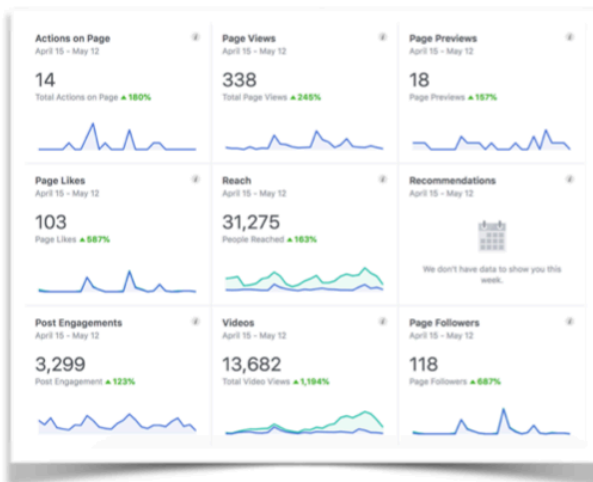 Actions on Page
April 15 - May 12
14
Total Actions on Page ▲ 180%
Page Views
April 15 - May 12
338
Total Page Views ▲ 245%
Page Previews
April 15 - May 12
18
Page Previews ▲ 157%
Page Likes
April 15 - May 12
103
Page Likes ▲ 587%
Reach
April 15 - May 12
31,275
People Reached ▲ 163%
Recommendations
April 15 - May 12
We don't have data to show you this
week.
Post Engagements
April 15 - May 12
3,299
Post Engagement ▲ 123%
Videos
April 15 - May 12
13,682
Total Video Views ▲ 1,194%
Page Followers
April 15 - May 12
118
Page Followers ▲ 687%